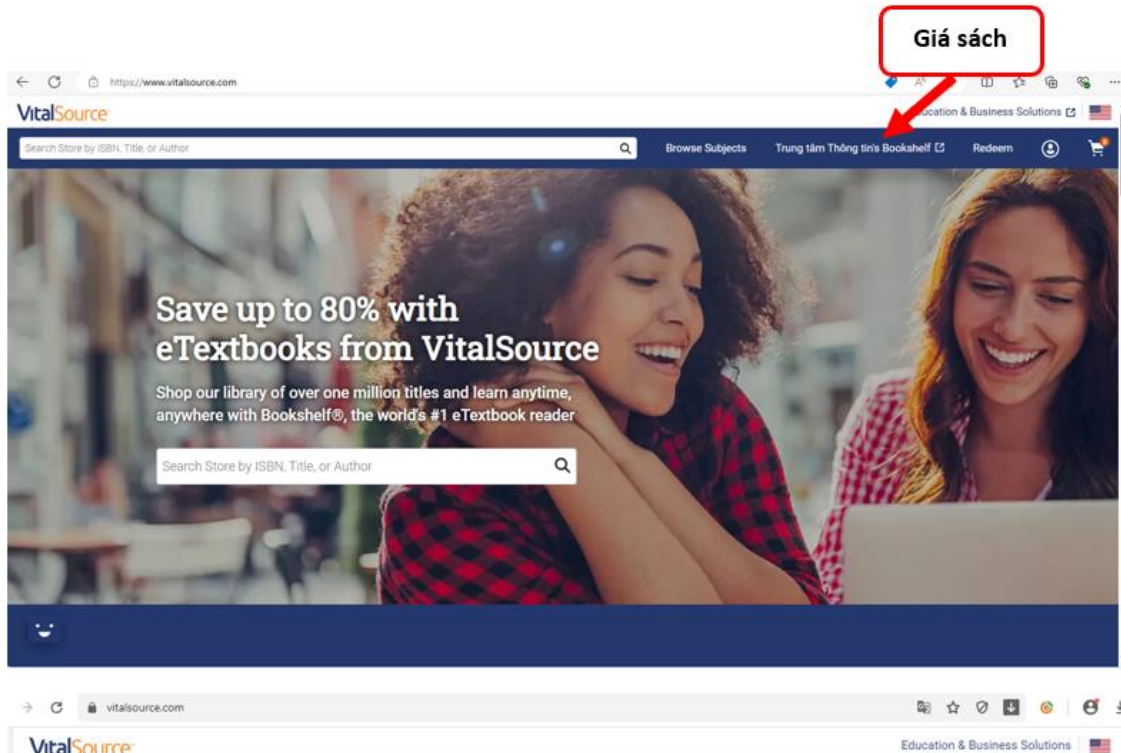 Giá sách
https://www.vitalsource.com
VitalSource
Education & Business Solutions
Search Store by ISBN, Title, or Author
Browse Subjects
Trung tâm Thông tin's Bookshelf
Redeem
Save up to 80% with
eTextbooks from VitalSource
Shop our library of over one million titles and learn anytime,
anywhere with Bookshelf®, the world's #1 eTextbook reader
Search Store by ISBN, Title, or Author
vitalsource.com
VitalSource
Education & Business Solutions